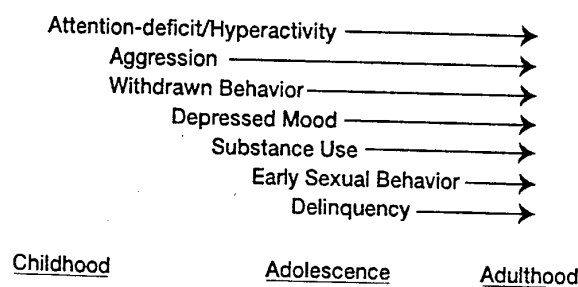 Attention-deficit/Hyperactivity
Aggression
Withdrawn Behavior
Depressed Mood
Substance Use
Early Sexual Behavior
Delinquency
Childhood Adolescence Adulthood